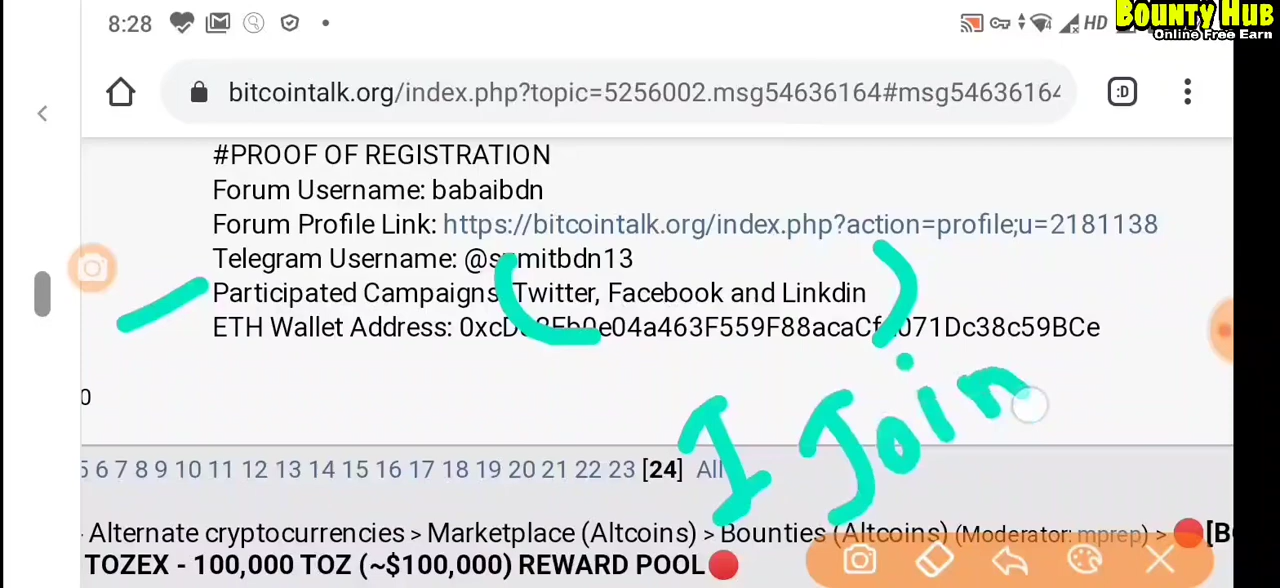 8:28
HD
BOUNTY HUB
Online Free Earn
bitcointalk.org/index.php?topic=5256002.msg54636164#msg54636164
:D
#PROOF OF REGISTRATION
Forum Username: babaibdn
Forum Profile Link: https://bitcointalk.org/index.php?action=profile;u=2181138
Telegram Username:
Participated Campaigns Twitter, Facebook and Linkdin
ETH Wallet Address:
0
I Join
5 6 7 8 9 10 11 12 13 14 15 16 17 18 19 20 21 22 23 [24] All
Alternate cryptocurrencies > Marketplace (Altcoins) > Bounties (Altcoins) (Moderator: mprep) > [B
TOZEX - 100,000 TOZ (~$100,000) REWARD POOL